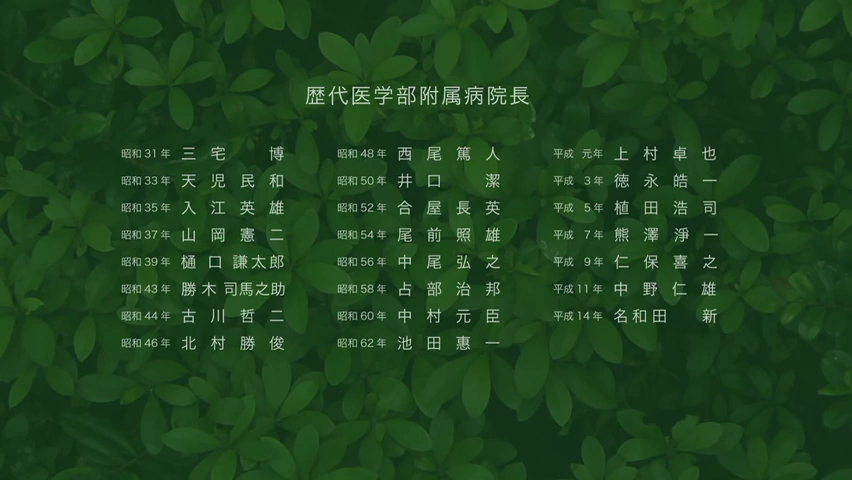 歴代医学部附属病院長
昭和31年 三宅 博
昭和33年 天児民和
昭和35年 入江英雄
昭和37年 山岡憲二
昭和39年 樋口謙太郎
昭和43年 勝木司馬之助
昭和44年 古川哲二
昭和46年 北村勝俊
昭和48年 西尾篤人
昭和50年 井口 潔
昭和52年 合屋長英
昭和54年 尾前照雄
昭和56年 中尾弘之
昭和58年 占部治邦
昭和60年 中村元臣
昭和62年 池田惠一
平成 元年 上村卓也
平成 3年 徳永皓一
平成 5年 植田浩司
平成 7年 熊澤淨一
平成 9年 仁保喜之
平成11年 中野仁雄
平成14年 名和田 新